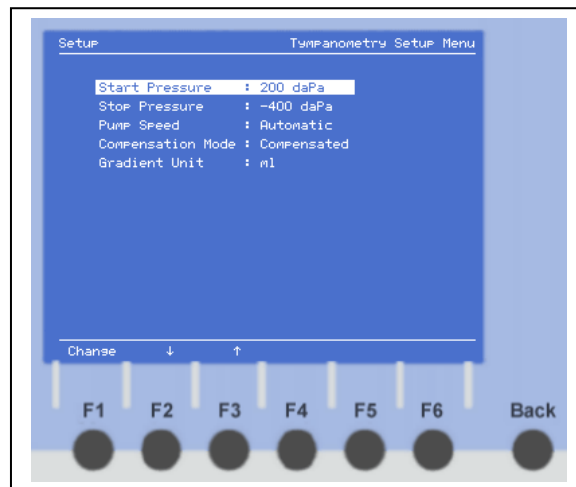 Setup Tympanometry Setup Menu
Start Pressure : 200 daPa
Stop Pressure : -400 daPa
Pump Speed : Automatic
Compensation Mode : Compensated
Gradient Unit : ml
Change ↓ ↑
F1 F2 F3 F4 F5 F6 Back